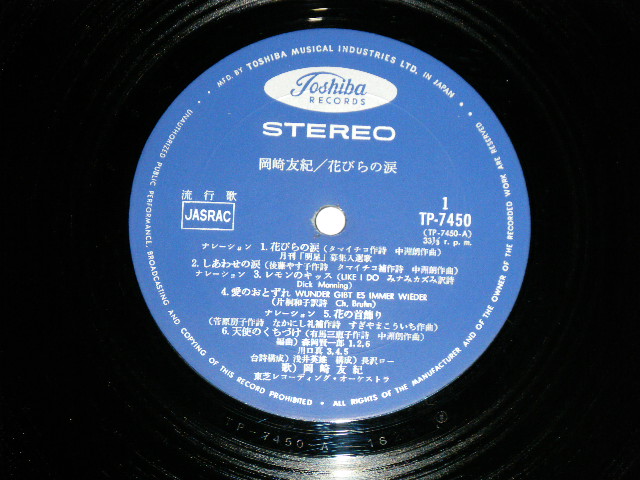 MFD. BY TOSHIBA MUSICAL INDUSTRIES LTD. IN JAPAN
Toshiba
RECORDS
STEREO
岡崎友紀／花びらの涙
流行歌
JASRAC
1
TP-7450
(TP-7450-A)
33⅓ r. p. m.
ナレーション 1. 花びらの涙 (タマイチコ作詩 中洲朗作曲)
月刊「明星」募集入選歌
2. しあわせの涙 (後藤やす子作詩 タマイチコ補作詩 中洲朗作曲)
ナレーション 3. レモンのキッス (LIKE I DO みナみカズみ訳詩
Dick Manning)
4. 愛のおとずれ WUNDER GIBT ES IMMER WIEDER
(片桐和子訳詩 Ch. Bruhn)
ナレーション 5. 花の首飾り
(菅原房子作詩 なかにし礼補作詩 すぎやまこういち作曲)
6. 天使のくちづけ (有馬三恵子作詩 中洲朗作曲)
編曲) 森岡賢一郎 1.2.6
川口真 3.4.5
台詩構成) 浅井英雄 構成) 長沢ロー
歌) 岡崎友紀
東芝レコーディング・オーケストラ
UNAUTHORIZED PUBLIC PERFORMANCE, BROADCASTING AND COPYING OF THIS RECORD PROHIBITED • ALL RIGHTS OF THE MANUFACTURER AND OF THE OWNER OF THE RECORDED WORK ARE RESERVED
TP-7450 A 1S